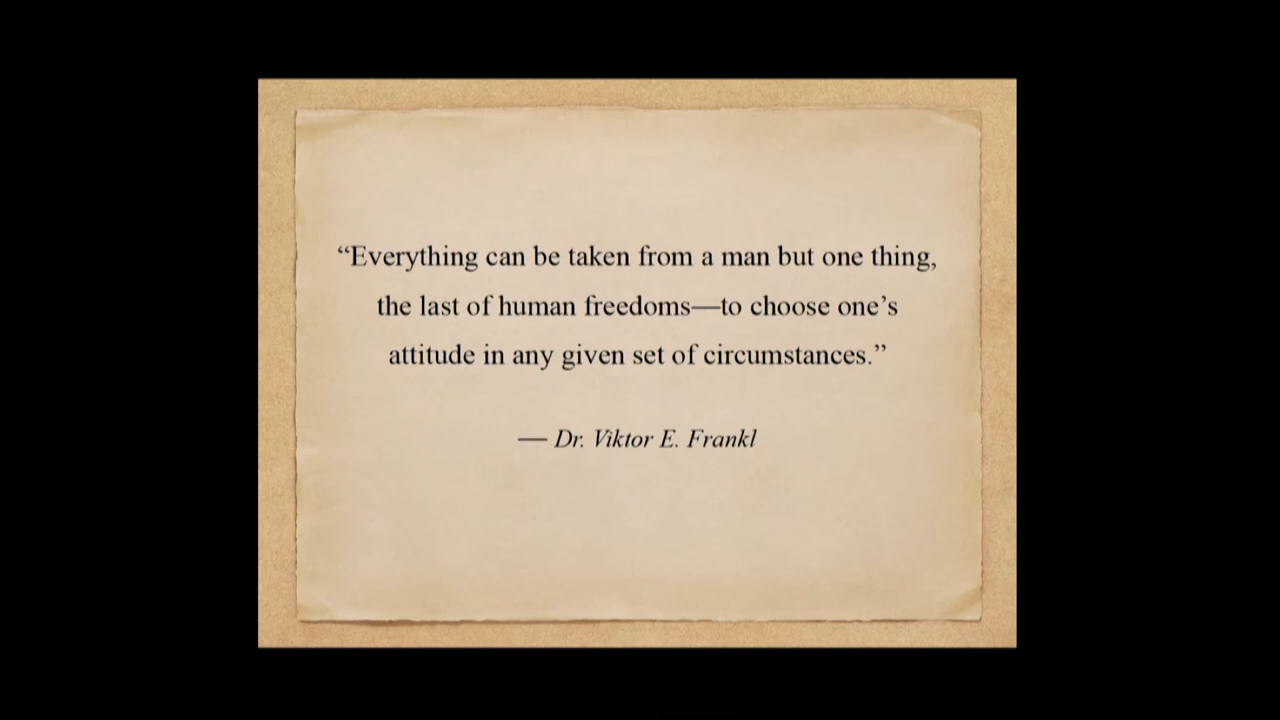 “Everything can be taken from a man but one thing,
the last of human freedoms—to choose one’s
attitude in any given set of circumstances.”
— Dr. Viktor E. Frankl